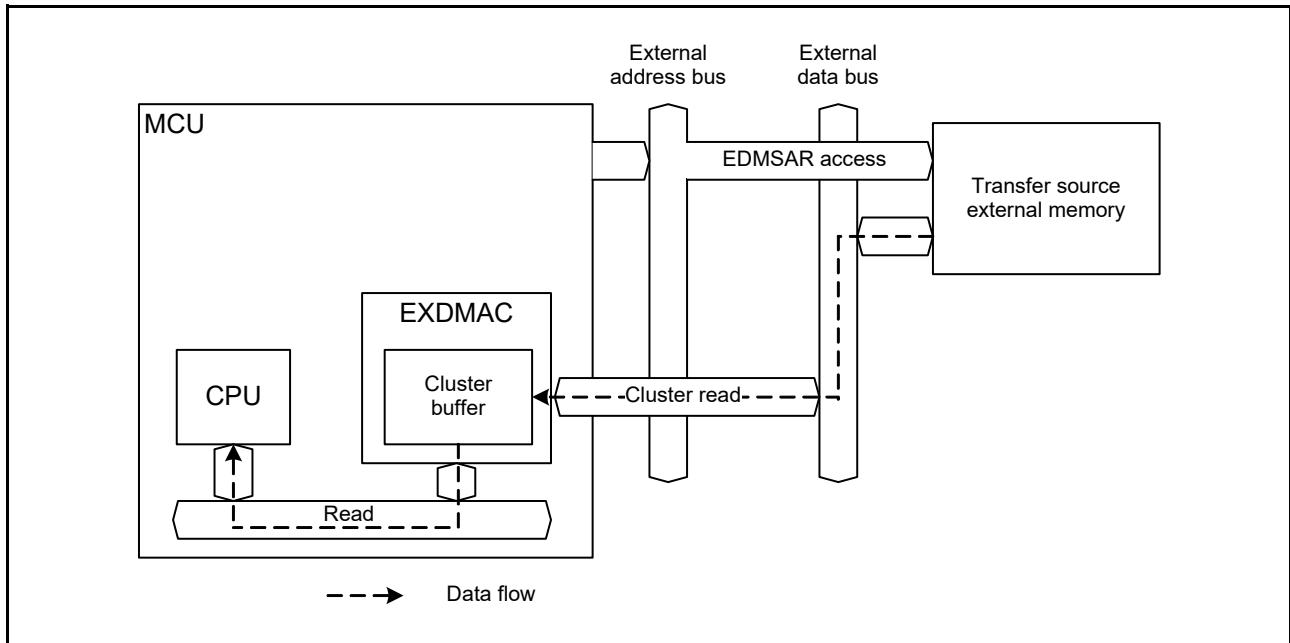 External
address bus
External
data bus
MCU
EDMSAR access
Transfer source
external memory
EXDMAC
CPU
Cluster
buffer
Cluster read
Read
Data flow